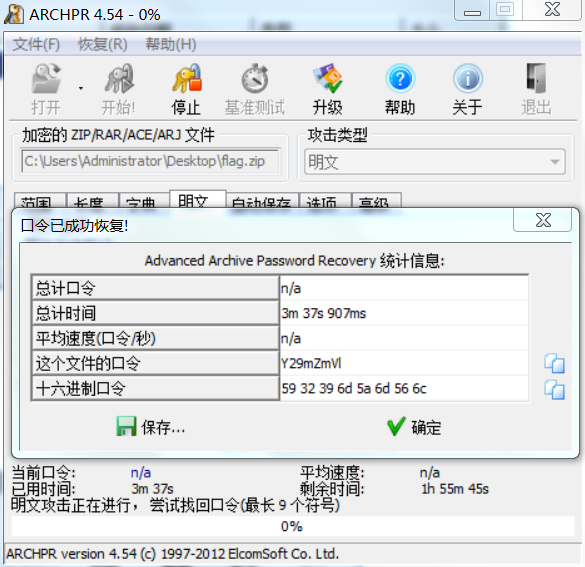 ARCHPR 4.54 - 0%
文件(F) 恢复(R) 帮助(H)
打开 开始! 停止 基准测试 升级 帮助 关于 退出
加密的 ZIP/RAR/ACE/ARJ 文件 攻击类型
C:\Users\Administrator\Desktop\flag.zip 明文
范围 长度 字典 明文 自动保存 选项 高级
口令已成功恢复!
Advanced Archive Password Recovery 统计信息:
总计口令 n/a
总计时间 3m 37s 907ms
平均速度(口令/秒) n/a
这个文件的口令 Y29mZmVl
十六进制口令 59 32 39 6d 5a 6d 56 6c
保存... 确定
当前口令: n/a 平均速度: n/a
已用时间: 3m 37s 剩余时间: 1h 55m 45s
明文攻击正在进行，尝试找回口令(最长 9 个符号)
0%
ARCHPR version 4.54 (c) 1997-2012 ElcomSoft Co. Ltd.